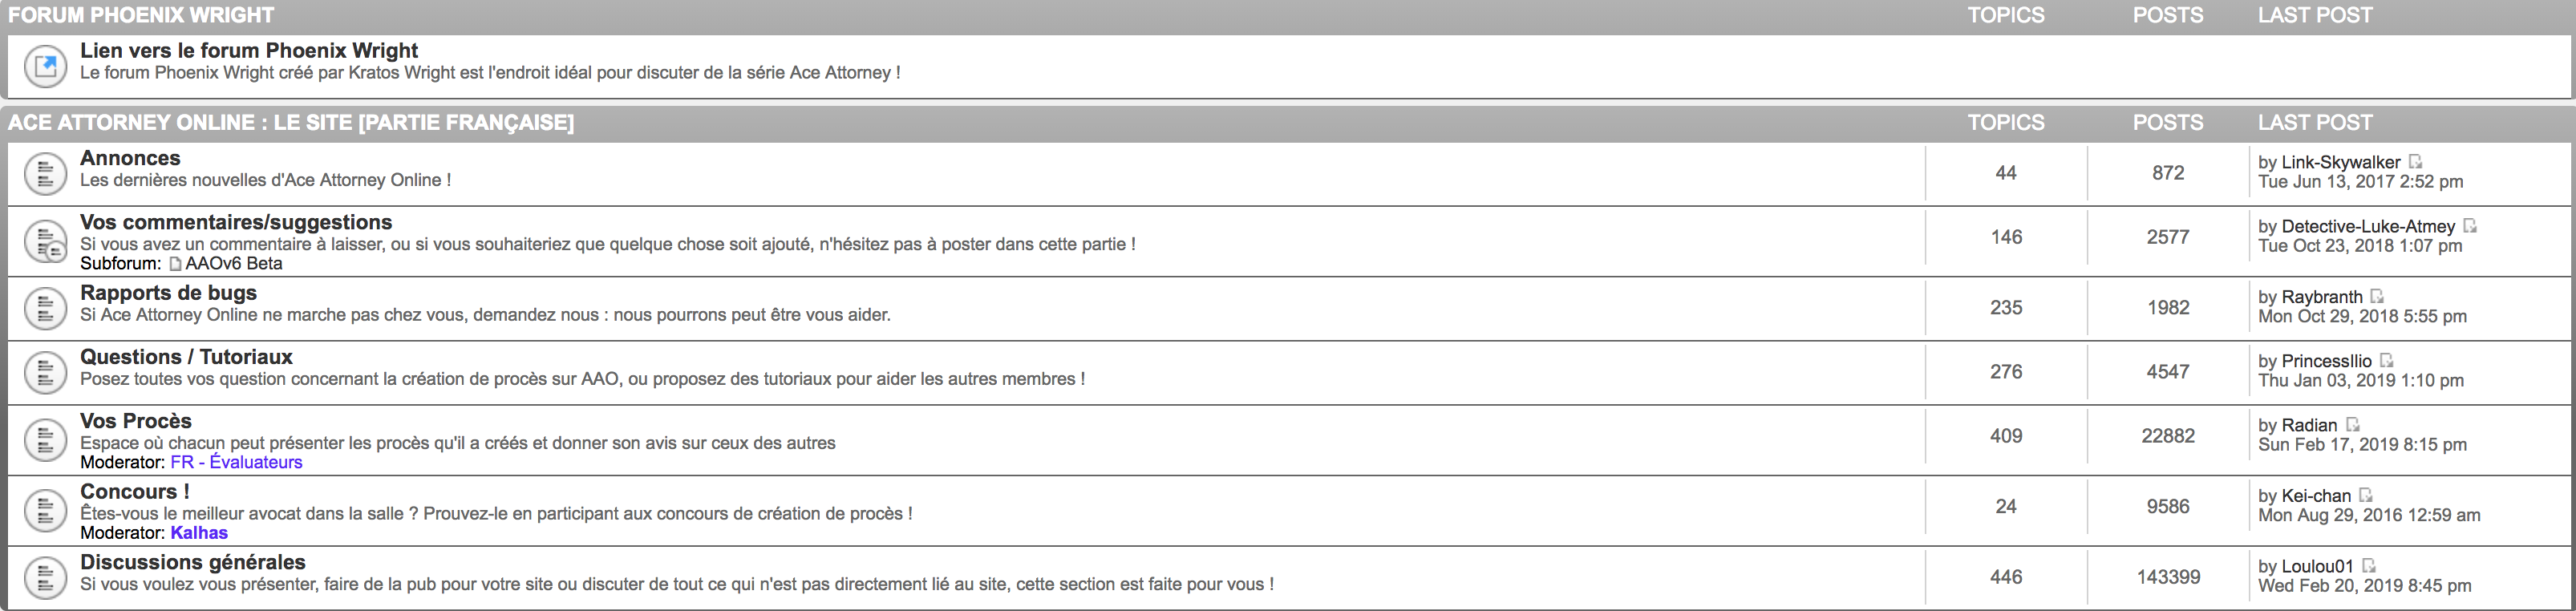 FORUM PHOENIX WRIGHT TOPICS POSTS LAST POST
Lien vers le forum Phoenix Wright
Le forum Phoenix Wright créé par Kratos Wright est l'endroit idéal pour discuter de la série Ace Attorney !
ACE ATTORNEY ONLINE : LE SITE [PARTIE FRANÇAISE] TOPICS POSTS LAST POST
Annonces
Les dernières nouvelles d'Ace Attorney Online !
44 872
by Link-Skywalker
Tue Jun 13, 2017 2:52 pm
Vos commentaires/suggestions
Si vous avez un commentaire à laisser, ou si vous souhaiteriez que quelque chose soit ajouté, n'hésitez pas à poster dans cette partie !
Subforum: AAOv6 Beta
146 2577
by Detective-Luke-Atmey
Tue Oct 23, 2018 1:07 pm
Rapports de bugs
Si Ace Attorney Online ne marche pas chez vous, demandez nous : nous pourrons peut être vous aider.
235 1982
by Raybranth
Mon Oct 29, 2018 5:55 pm
Questions / Tutoriaux
Posez toutes vos question concernant la création de procès sur AAO, ou proposez des tutoriaux pour aider les autres membres !
276 4547
by PrincessIlio
Thu Jan 03, 2019 1:10 pm
Vos Procès
Espace où chacun peut présenter les procès qu'il a créés et donner son avis sur ceux des autres
Moderator: FR - Évaluateurs
409 22882
by Radian
Sun Feb 17, 2019 8:15 pm
Concours !
Êtes-vous le meilleur avocat dans la salle ? Prouvez-le en participant aux concours de création de procès !
Moderator: Kalhas
24 9586
by Kei-chan
Mon Aug 29, 2016 12:59 am
Discussions générales
Si vous voulez vous présenter, faire de la pub pour votre site ou discuter de tout ce qui n'est pas directement lié au site, cette section est faite pour vous !
446 143399
by Loulou01
Wed Feb 20, 2019 8:45 pm